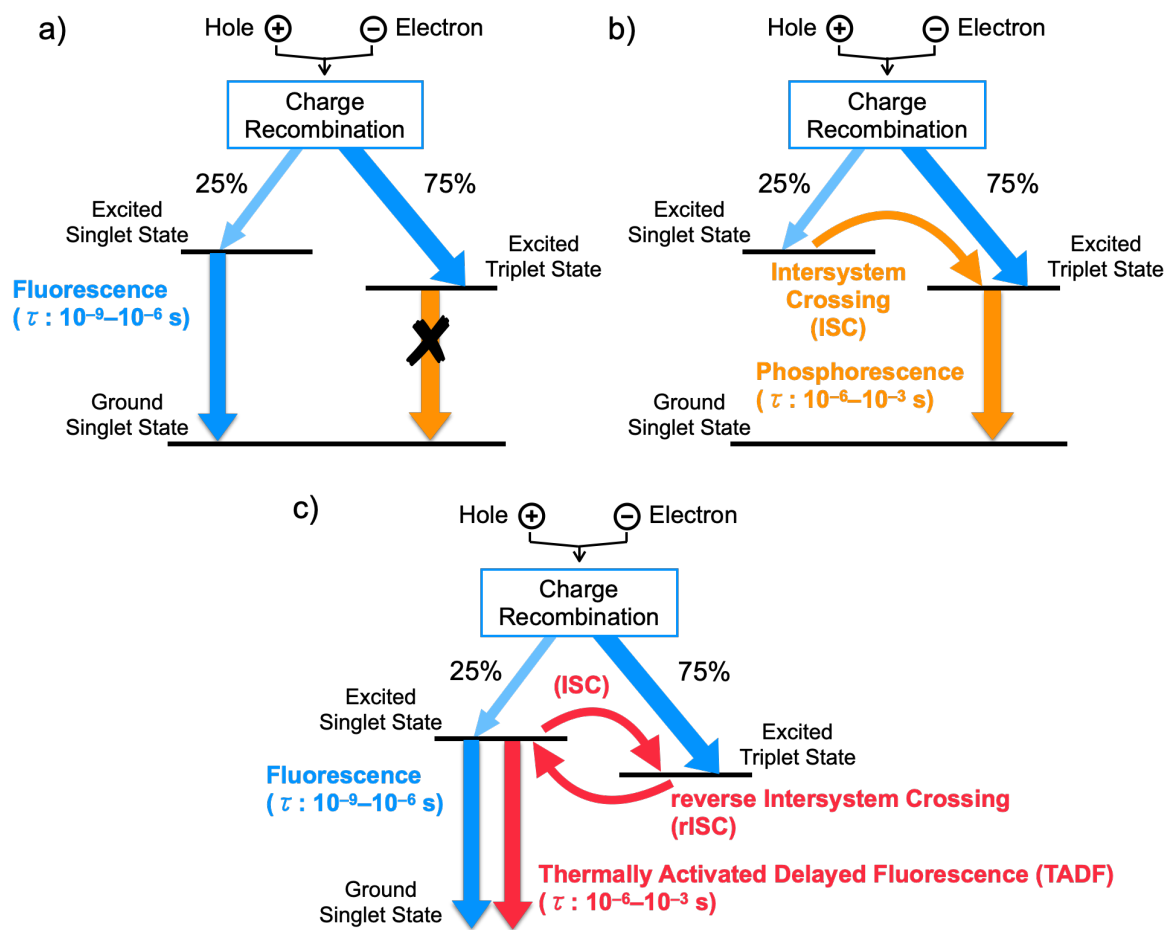 a)
Hole + − Electron
Charge
Recombination
25%
75%
Excited
Singlet State
Excited
Triplet State
Fluorescence
( τ : 10⁻⁹–10⁻⁶ s)
Ground
Singlet State
b)
Hole + − Electron
Charge
Recombination
25%
75%
Excited
Singlet State
Excited
Triplet State
Intersystem
Crossing
(ISC)
Phosphorescence
( τ : 10⁻⁶–10⁻³ s)
Ground
Singlet State
c)
Hole + − Electron
Charge
Recombination
25%
75%
(ISC)
Excited
Singlet State
Excited
Triplet State
Fluorescence
( τ : 10⁻⁹–10⁻⁶ s)
reverse Intersystem Crossing
(rISC)
Thermally Activated Delayed Fluorescence (TADF)
( τ : 10⁻⁶–10⁻³ s)
Ground
Singlet State